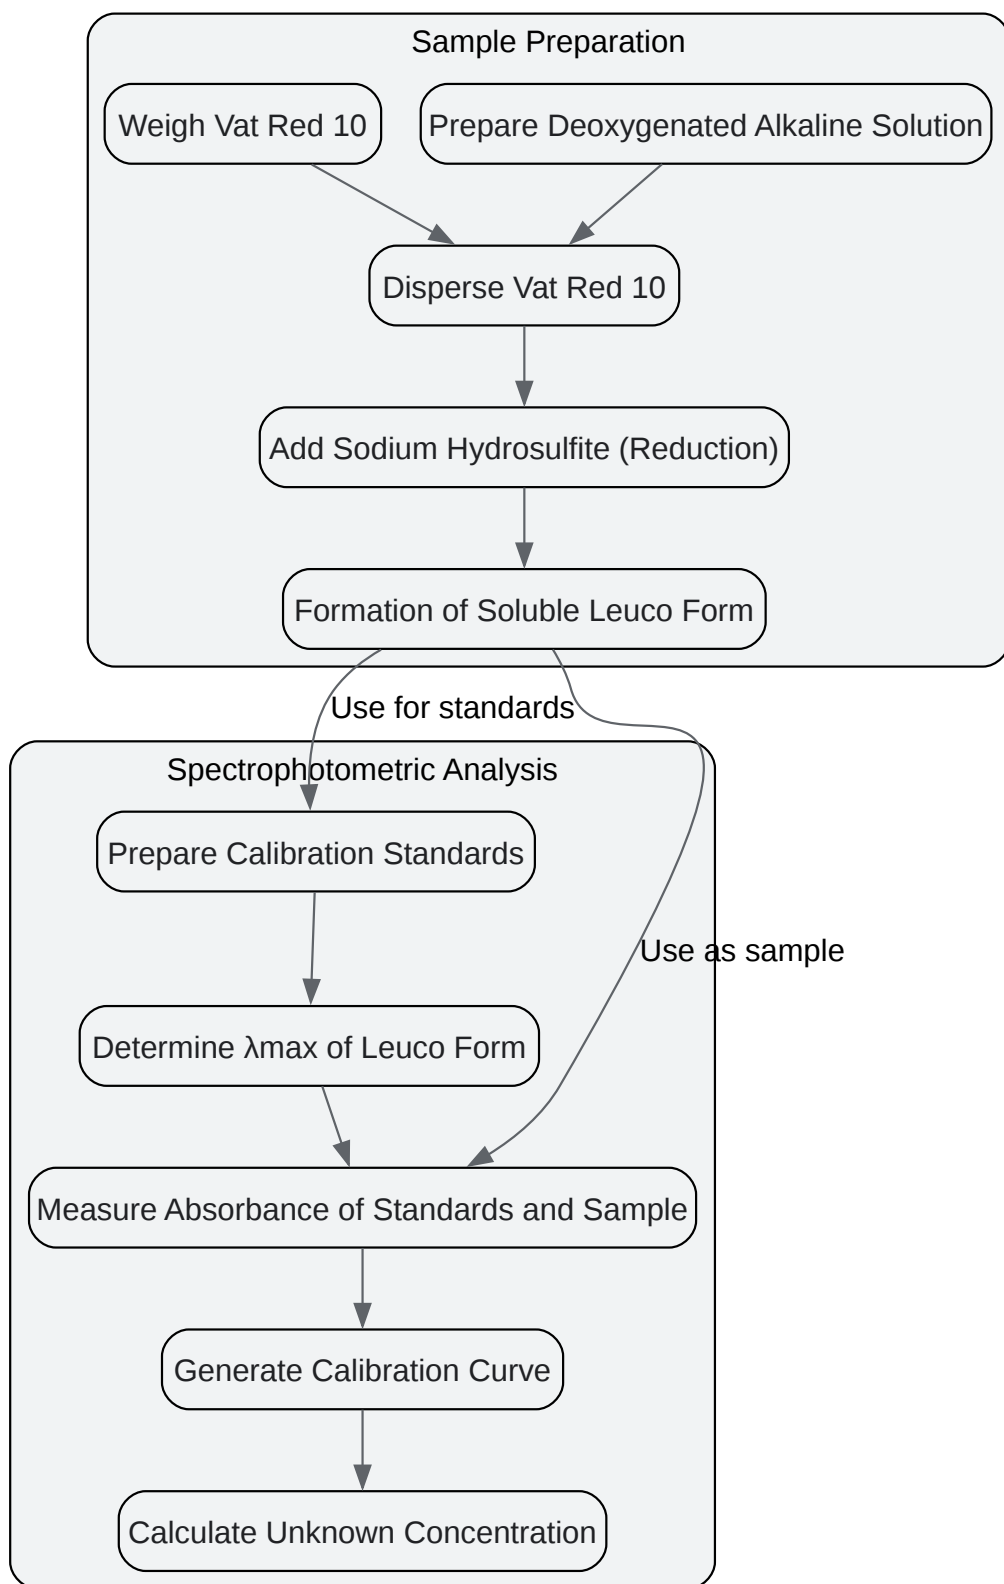 Sample Preparation
Weigh Vat Red 10
Prepare Deoxygenated Alkaline Solution
Disperse Vat Red 10
Add Sodium Hydrosulfite (Reduction)
Formation of Soluble Leuco Form
Use for standards
Spectrophotometric Analysis
Prepare Calibration Standards
Use as sample
Determine λmax of Leuco Form
Measure Absorbance of Standards and Sample
Generate Calibration Curve
Calculate Unknown Concentration